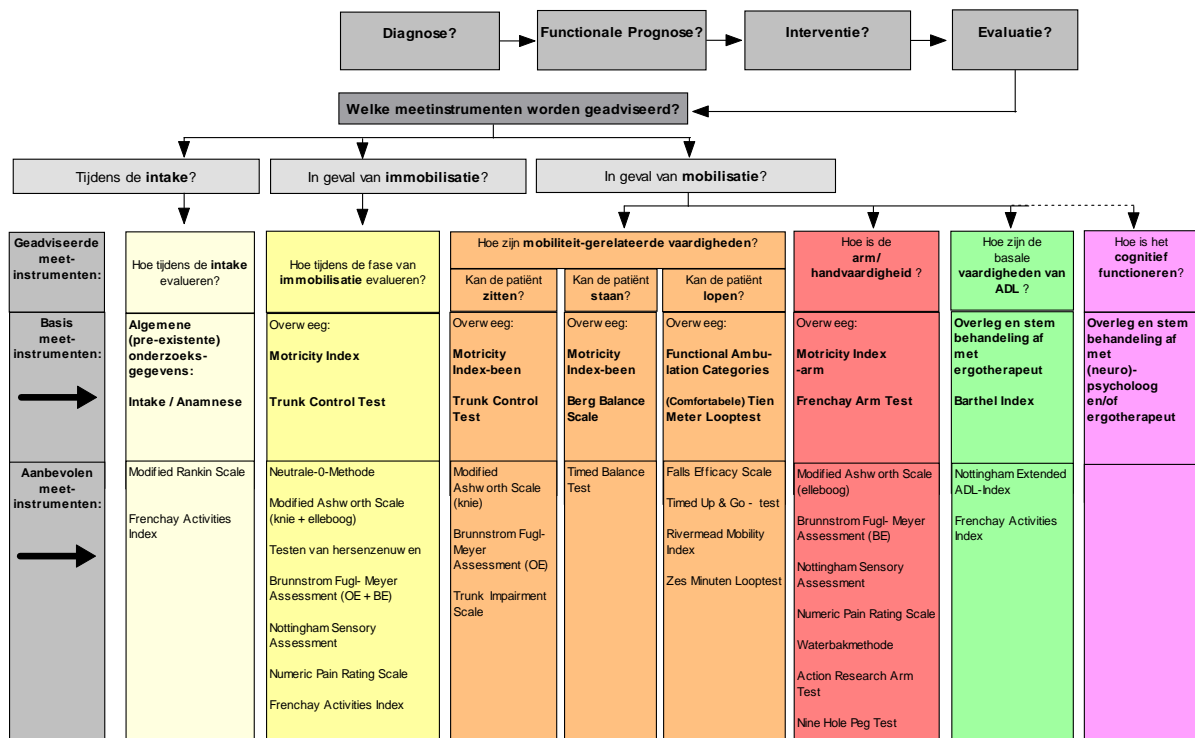 Diagnose?
Functionale Prognose?
Interventie?
Evaluatie?
Welke meetinstrumenten worden geadviseerd?
Tijdens de intake?
In geval van immobilisatie?
In geval van mobilisatie?
Geadviseerde
meet-
instrumenten:
Hoe tijdens de intake
evalueren?
Hoe tijdens de fase van
immobilisatie evalueren?
Hoe zijn mobiliteit-gerelateerde vaardigheden?
Kan de patiënt
zitten?
Kan de patiënt
staan?
Kan de patiënt
lopen?
Hoe is de
arm/
handvaardigheid ?
Hoe zijn de
basale
vaardigheden van
ADL ?
Hoe is het
cognitief
functioneren?
Basis
meet-
instrumenten:
Algemene
(pre-existente)
onderzoeks-
gegevens:
Intake / Anamnese
Overweeg:
Motricity Index
Trunk Control Test
Overweeg:
Motricity
Index-been
Trunk Control
Test
Overweeg:
Motricity
Index-been
Berg Balance
Scale
Overweeg:
Functional Ambu-
lation Categories
(Comfortabele) Tien
Meter Looptest
Overweeg:
Motricity Index
-arm
Frenchay Arm Test
Overleg en stem
behandeling af
met
ergotherapeut
Barthel Index
Overleg en stem
behandeling af
met
(neuro)-
psycholoog
en/of
ergotherapeut
Aanbevolen
meet-
instrumenten:
Modified Rankin Scale
Frenchay Activities
Index
Neutrale-0-Methode
Modified Ashworth Scale
(knie + elleboog)
Testen van hersenzenuwen
Brunnstrom Fugl- Meyer
Assessment (OE + BE)
Nottingham Sensory
Assessment
Numeric Pain Rating Scale
Frenchay Activities Index
Modified
Ashworth Scale
(knie)
Brunnstrom Fugl-
Meyer
Assessment (OE)
Trunk Impairment
Scale
Timed Balance
Test
Falls Efficacy Scale
Timed Up & Go - test
Rivermead Mobility
Index
Zes Minuten Looptest
Modified Ashworth Scale
(elleboog)
Brunnstrom Fugl- Meyer
Assessment (BE)
Nottingham Sensory
Assessment
Numeric Pain Rating Scale
Waterbakmethode
Action Research Arm
Test
Nine Hole Peg Test
Nottingham Extended
ADL-Index
Frenchay Activities
Index